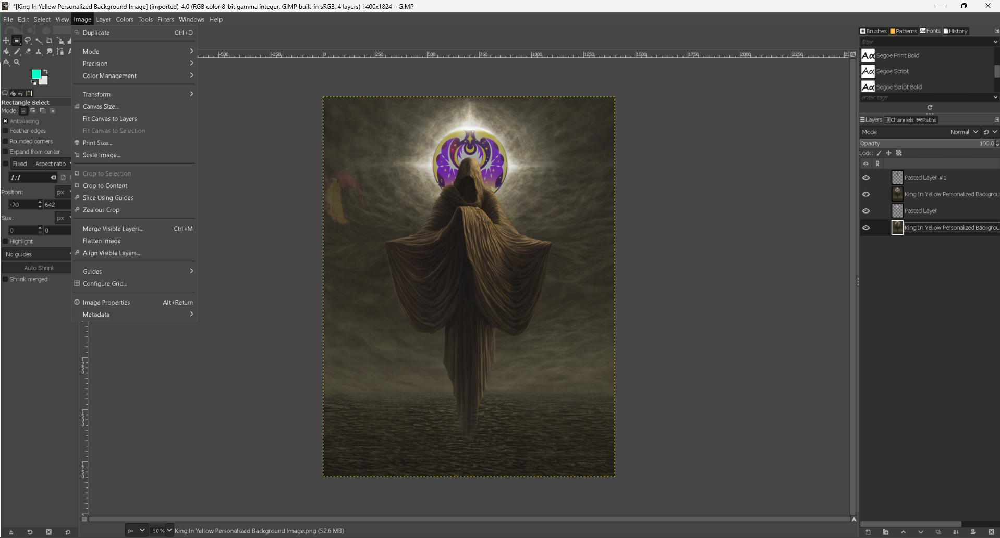 *[King In Yellow Personalized Background Image] (imported)-4.0 (RGB color 8-bit gamma integer, GIMP built-in sRGB, 4 layers) 1400x1824 – GIMP
File Edit Select View Image Layer Colors Tools Filters Windows Help
Duplicate Ctrl+D
Mode
Precision
Color Management
Transform
Canvas Size...
Fit Canvas to Layers
Fit Canvas to Selection
Print Size...
Scale Image...
Crop to Selection
Crop to Content
Slice Using Guides
Zealous Crop
Merge Visible Layers... Ctrl+M
Flatten Image
Align Visible Layers...
Guides
Configure Grid...
Image Properties Alt+Return
Metadata
Rectangle Select
Mode:
Antialiasing
Feather edges
Rounded corners
Expand from center
Fixed Aspect ratio
1:1
Position: px
-70 642
Size: px
0 0
Highlight
No guides
Auto Shrink
Shrink merged
-500 -250 0 250 500 750 1000 1250 1500 1750 2000 2250
1250
1500
1750
px 50 % King In Yellow Personalized Background Image.png (52.6 MB)
Brushes Patterns Fonts History
filter
Aa Segoe Print Bold
Aa Segoe Script
Aa Segoe Script Bold
enter tags
Layers Channels Paths
Mode Normal
Opacity 100.0
Lock:
Pasted Layer #1
King In Yellow Personalized Backgrou
Pasted Layer
King In Yellow Personalized Backgrou